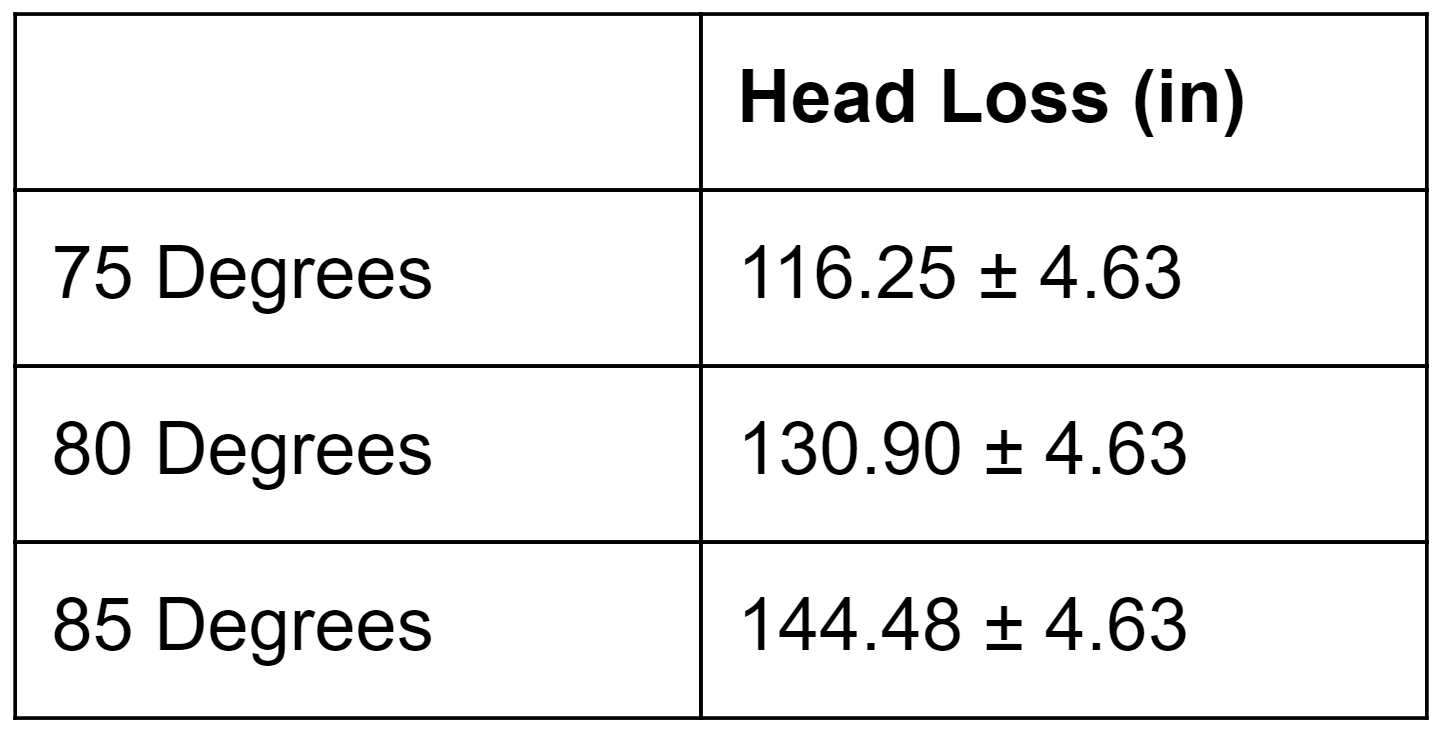 Head Loss (in)
75 Degrees 116.25 ± 4.63
80 Degrees 130.90 ± 4.63
85 Degrees 144.48 ± 4.63